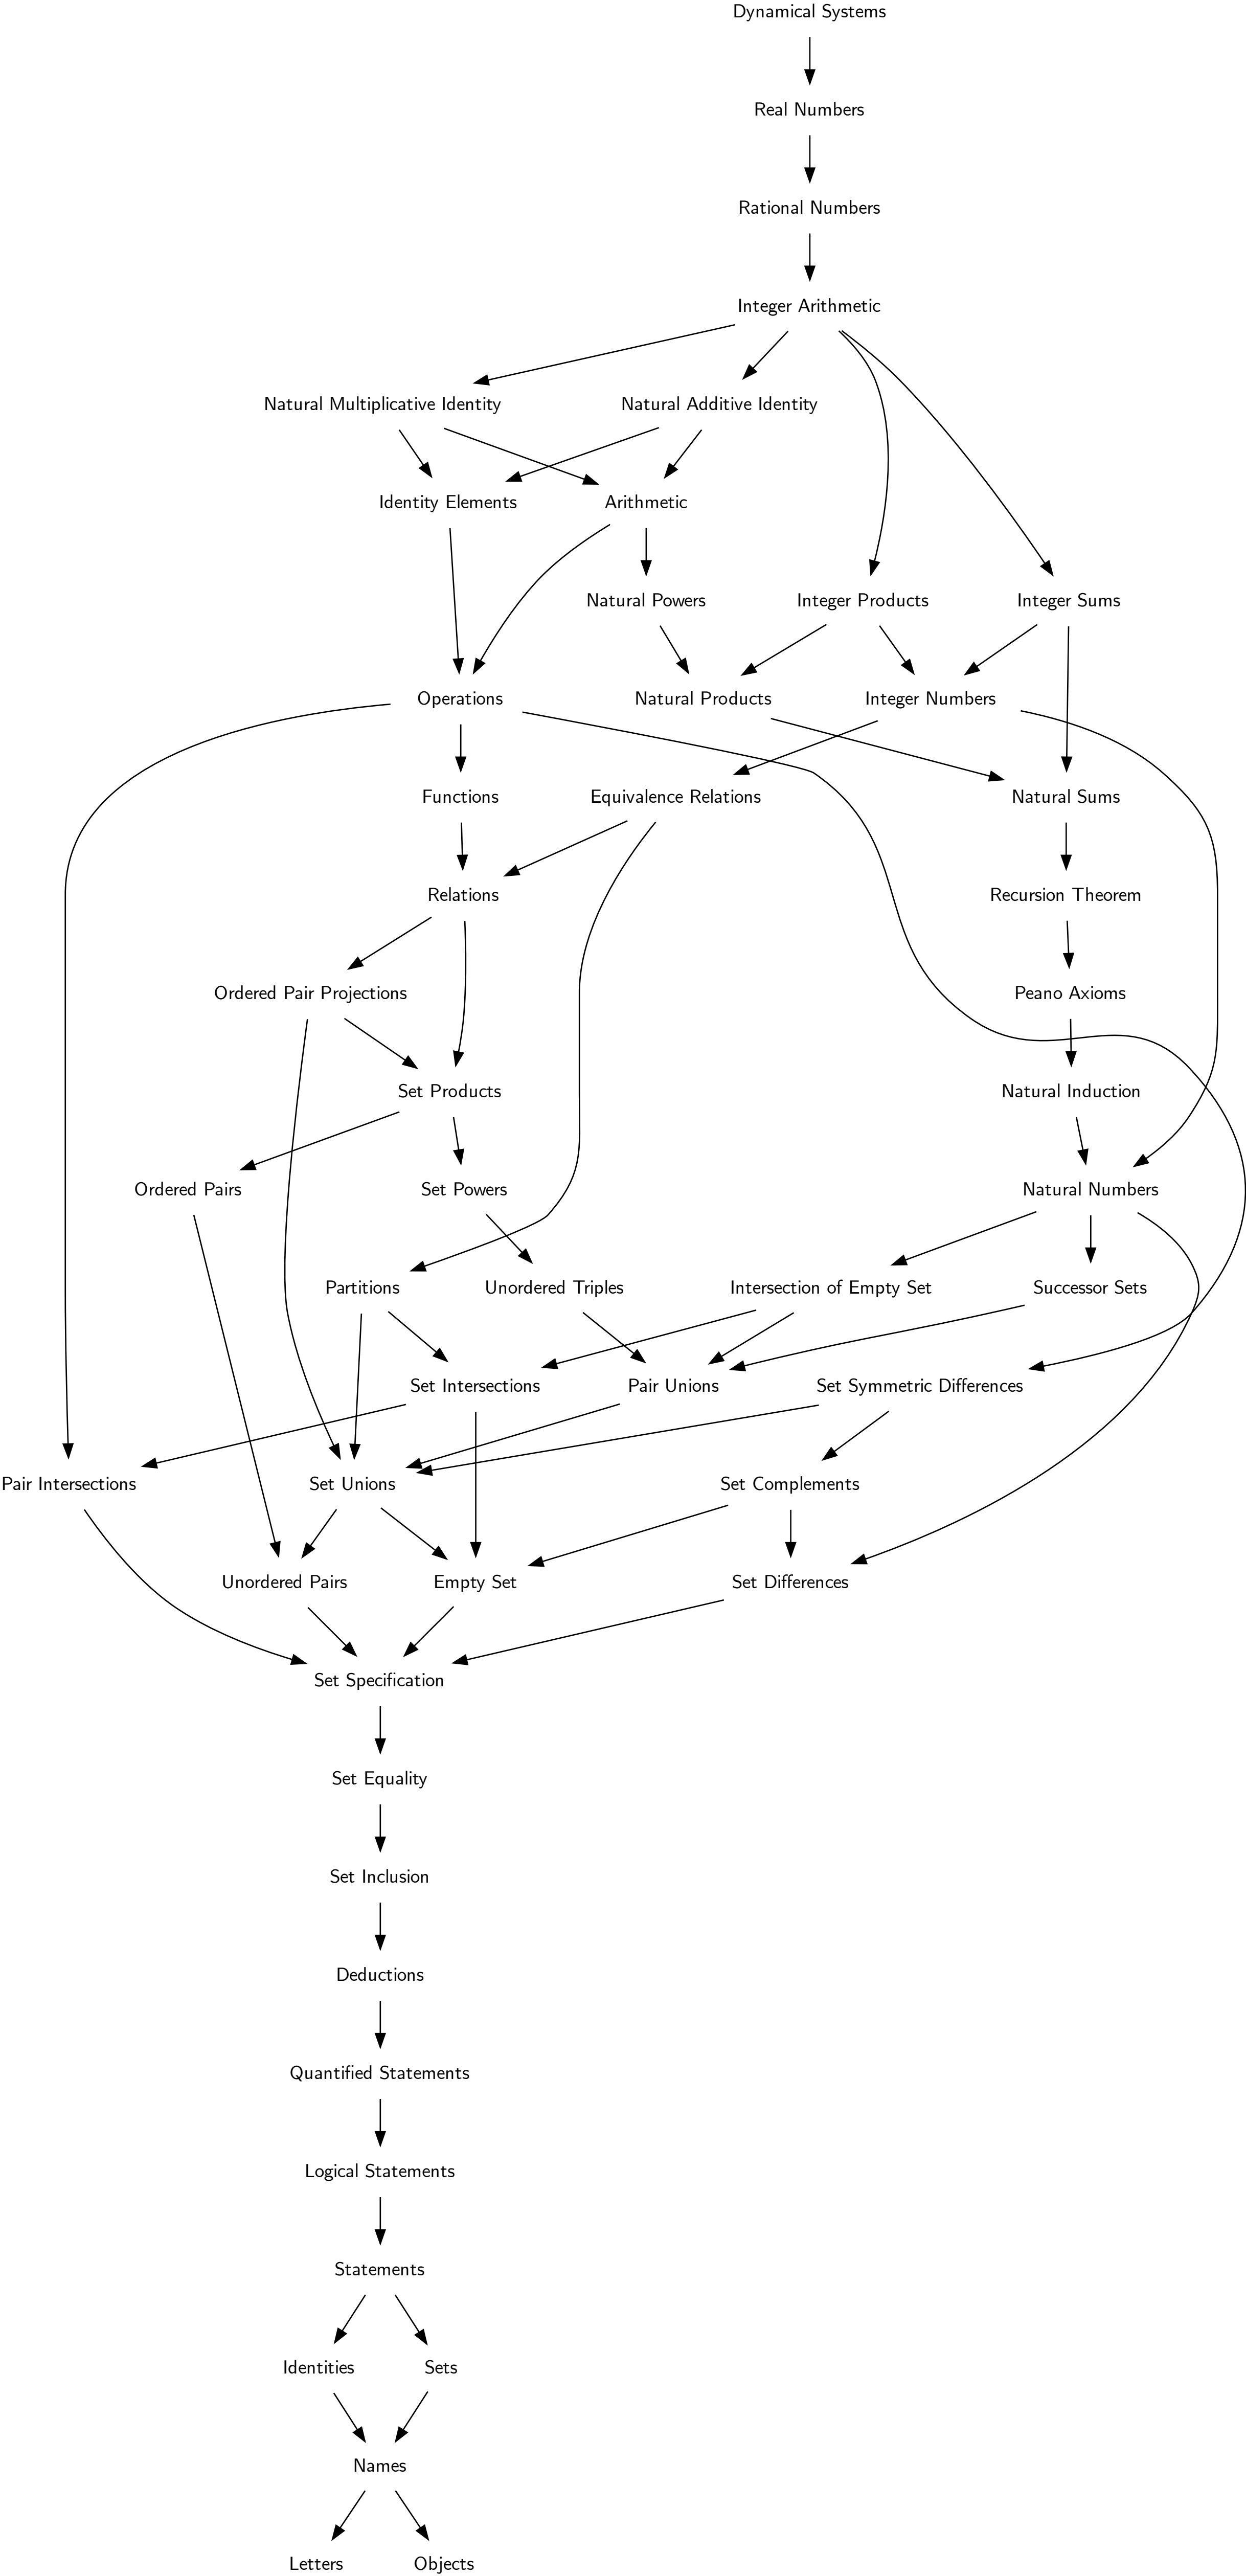 Dynamical Systems
Real Numbers
Rational Numbers
Integer Arithmetic
Natural Multiplicative Identity
Natural Additive Identity
Identity Elements
Arithmetic
Natural Powers
Integer Products
Integer Sums
Operations
Natural Products
Integer Numbers
Functions
Equivalence Relations
Natural Sums
Relations
Recursion Theorem
Ordered Pair Projections
Peano Axioms
Set Products
Natural Induction
Ordered Pairs
Set Powers
Natural Numbers
Partitions
Unordered Triples
Intersection of Empty Set
Successor Sets
Set Intersections
Pair Unions
Set Symmetric Differences
Pair Intersections
Set Unions
Set Complements
Unordered Pairs
Empty Set
Set Differences
Set Specification
Set Equality
Set Inclusion
Deductions
Quantified Statements
Logical Statements
Statements
Identities
Sets
Names
Letters
Objects